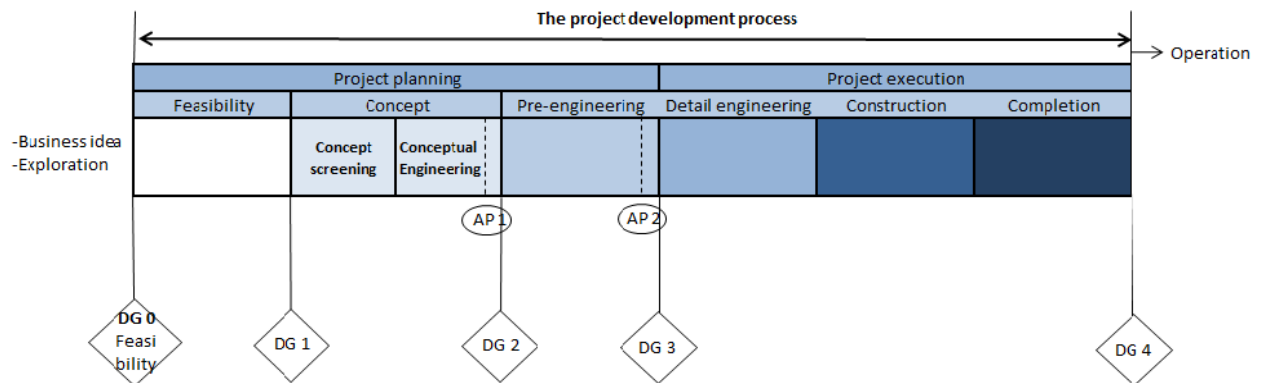 The project development process
Operation
Project planning
Project execution
Feasibility
Concept
Pre-engineering
Detail engineering
Construction
Completion
-Business idea
-Exploration
Concept
screening
Conceptual
Engineering
AP 1
AP 2
DG 0
Feasi
bility
DG 1
DG 2
DG 3
DG 4